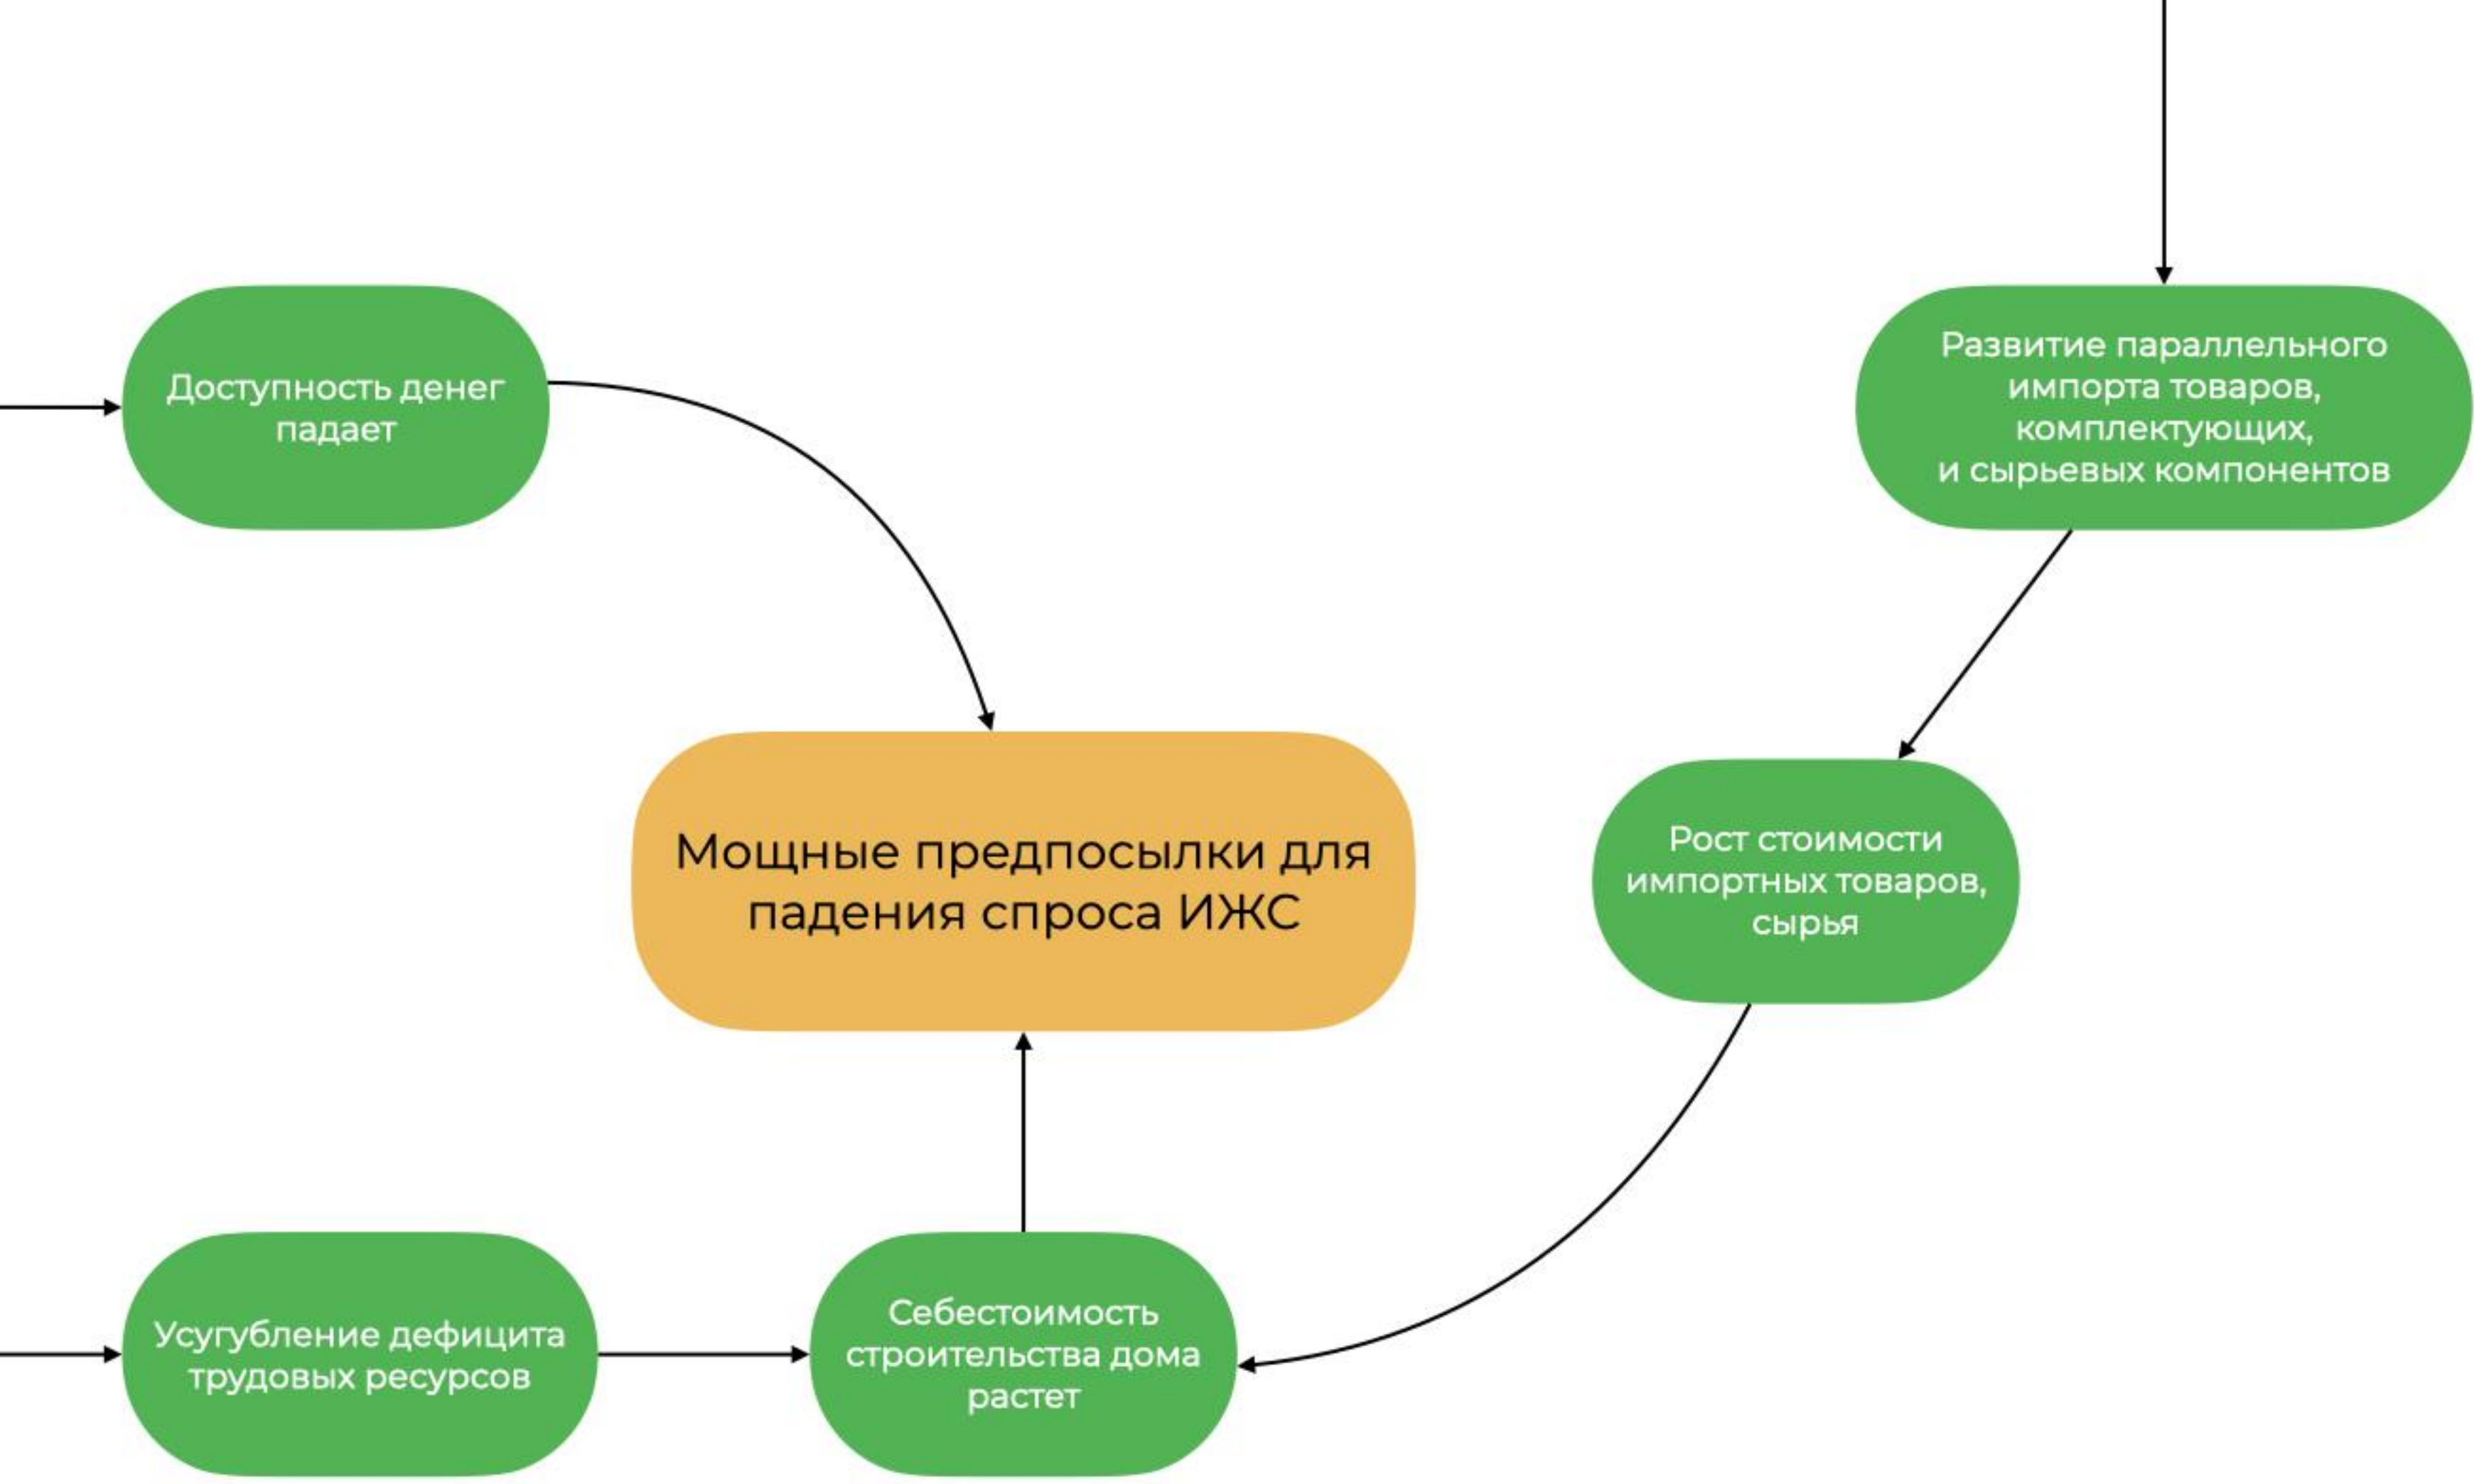 Доступность денег
падает
Развитие параллельного
импорта товаров,
комплектующих,
и сырьевых компонентов
Мощные предпосылки для
падения спроса ИЖС
Рост стоимости
импортных товаров,
сырья
Усугубление дефицита
трудовых ресурсов
Себестоимость
строительства дома
растет